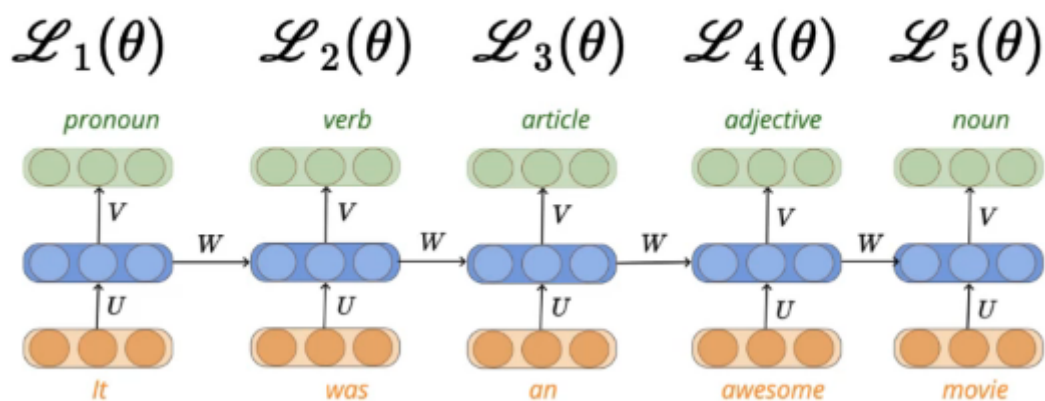 ℒ₁(θ) ℒ₂(θ) ℒ₃(θ) ℒ₄(θ) ℒ₅(θ)
pronoun verb article adjective noun
V V V V V
W W W W
U U U U U
It was an awesome movie